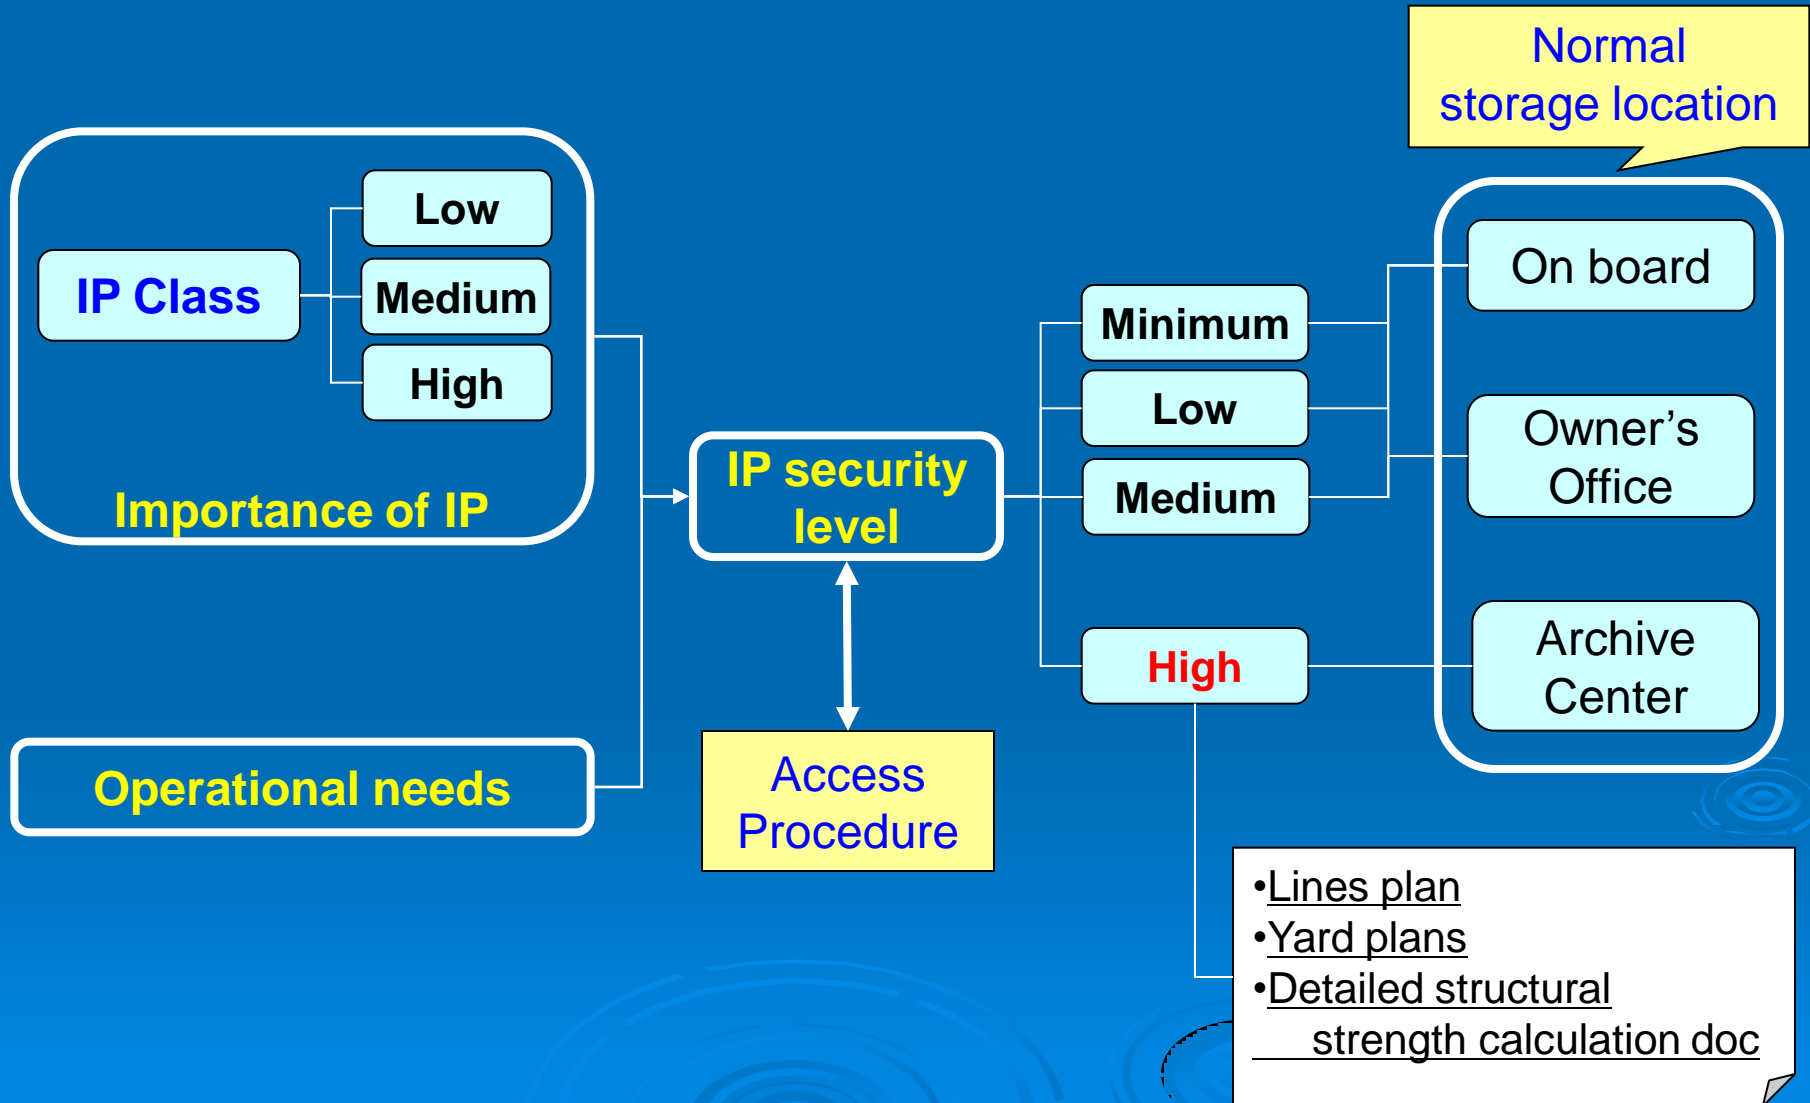 Normal
storage location
IP Class
Low
Medium
High
Importance of IP
Operational needs
IP security
level
Access
Procedure
Minimum
Low
Medium
High
On board
Owner’s
Office
Archive
Center
•Lines plan
•Yard plans
•Detailed structural
strength calculation doc